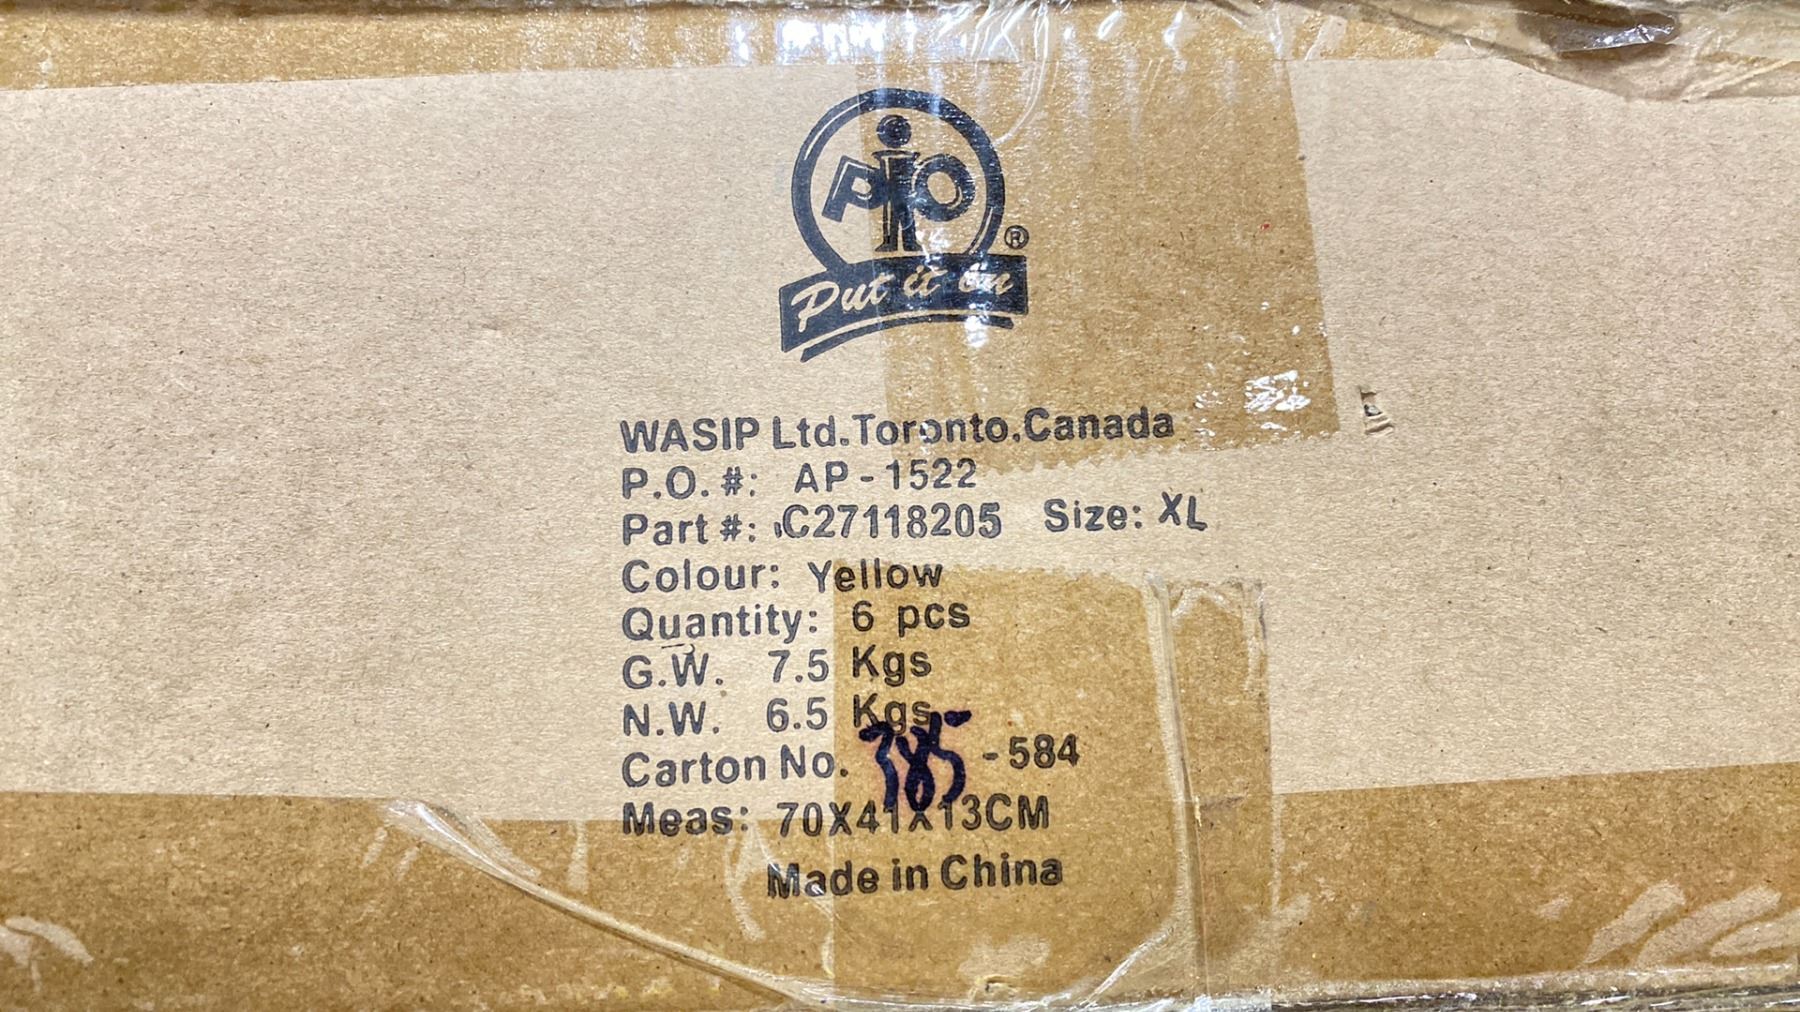 PiO
®
Put it On
WASIP Ltd.Toronto.Canada
P.O. #: AP-1522
Part #: C27118205 Size: XL
Colour: Yellow
Quantity: 6 pcs
G.W. 7.5 Kgs
N.W. 6.5 Kgs
Carton No. 385 -584
Meas: 70X41X13CM
Made in China